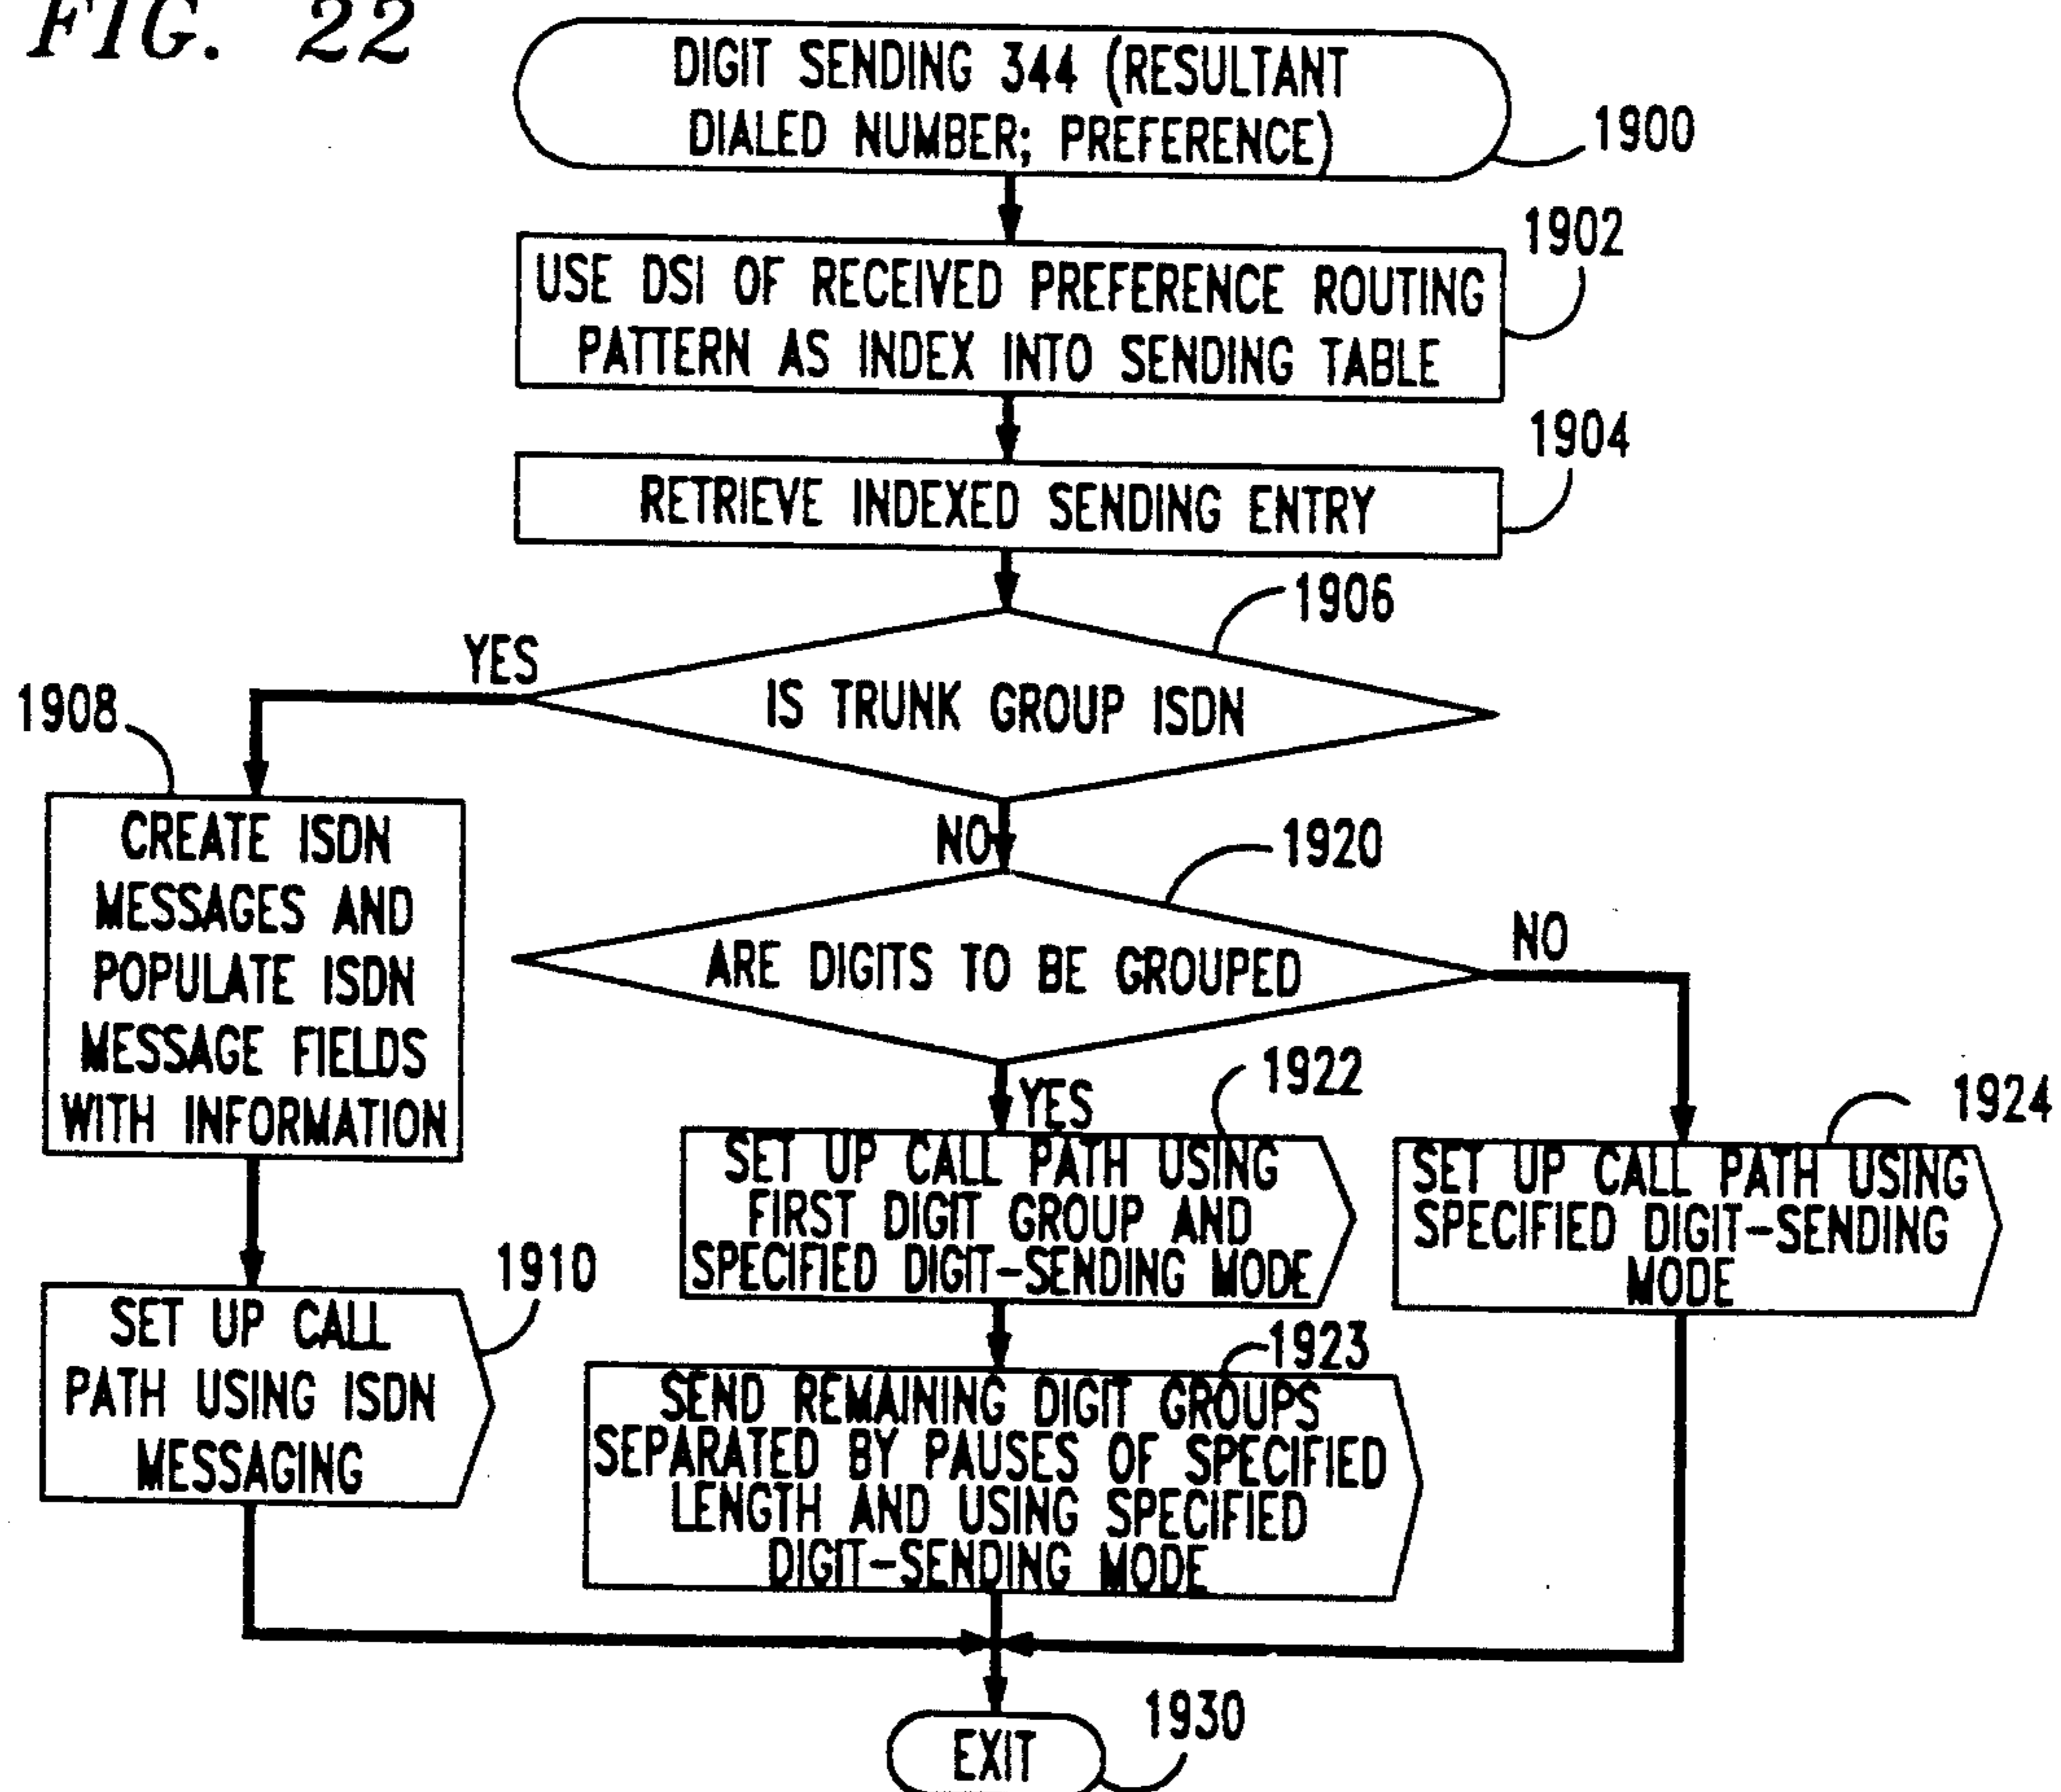 FIG. 22
DIGIT SENDING 344 (RESULTANT
DIALED NUMBER; PREFERENCE)
1900
1902
USE DSI OF RECEIVED PREFERENCE ROUTING
PATTERN AS INDEX INTO SENDING TABLE
1904
RETRIEVE INDEXED SENDING ENTRY
1906
YES
IS TRUNK GROUP ISDN
1908
CREATE ISDN
MESSAGES AND
POPULATE ISDN
MESSAGE FIELDS
WITH INFORMATION
NO
1920
ARE DIGITS TO BE GROUPED
NO
YES
1922
SET UP CALL PATH USING
FIRST DIGIT GROUP AND
SPECIFIED DIGIT-SENDING MODE
1924
SET UP CALL PATH USING
SPECIFIED DIGIT-SENDING
MODE
1910
SET UP CALL
PATH USING ISDN
MESSAGING
1923
SEND REMAINING DIGIT GROUPS
SEPARATED BY PAUSES OF SPECIFIED
LENGTH AND USING SPECIFIED
DIGIT-SENDING MODE
EXIT
1930